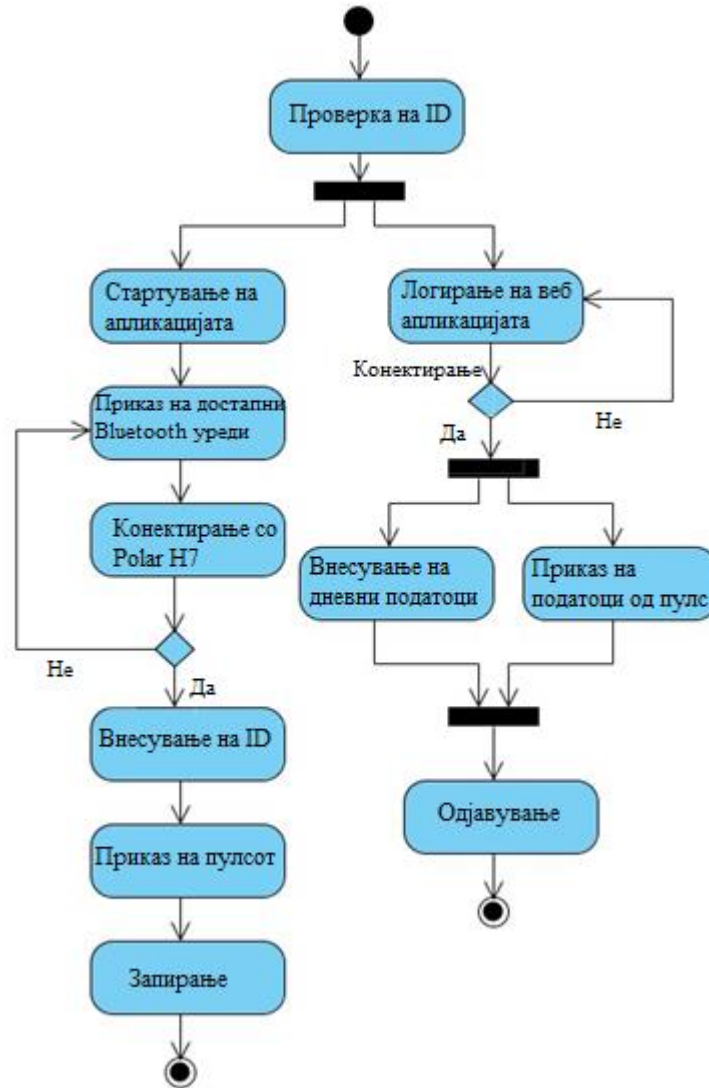 Проверка на ID
Стартување на
апликацијата
Логирање на веб
апликацијата
Конектирање
Да
Не
Приказ на достапни
Bluetooth уреди
Конектирање со
Polar H7
Не
Да
Внесување на
дневни податоци
Приказ на
податоци од пулс
Внесување на ID
Приказ на пулсот
Запирање
Одјавување